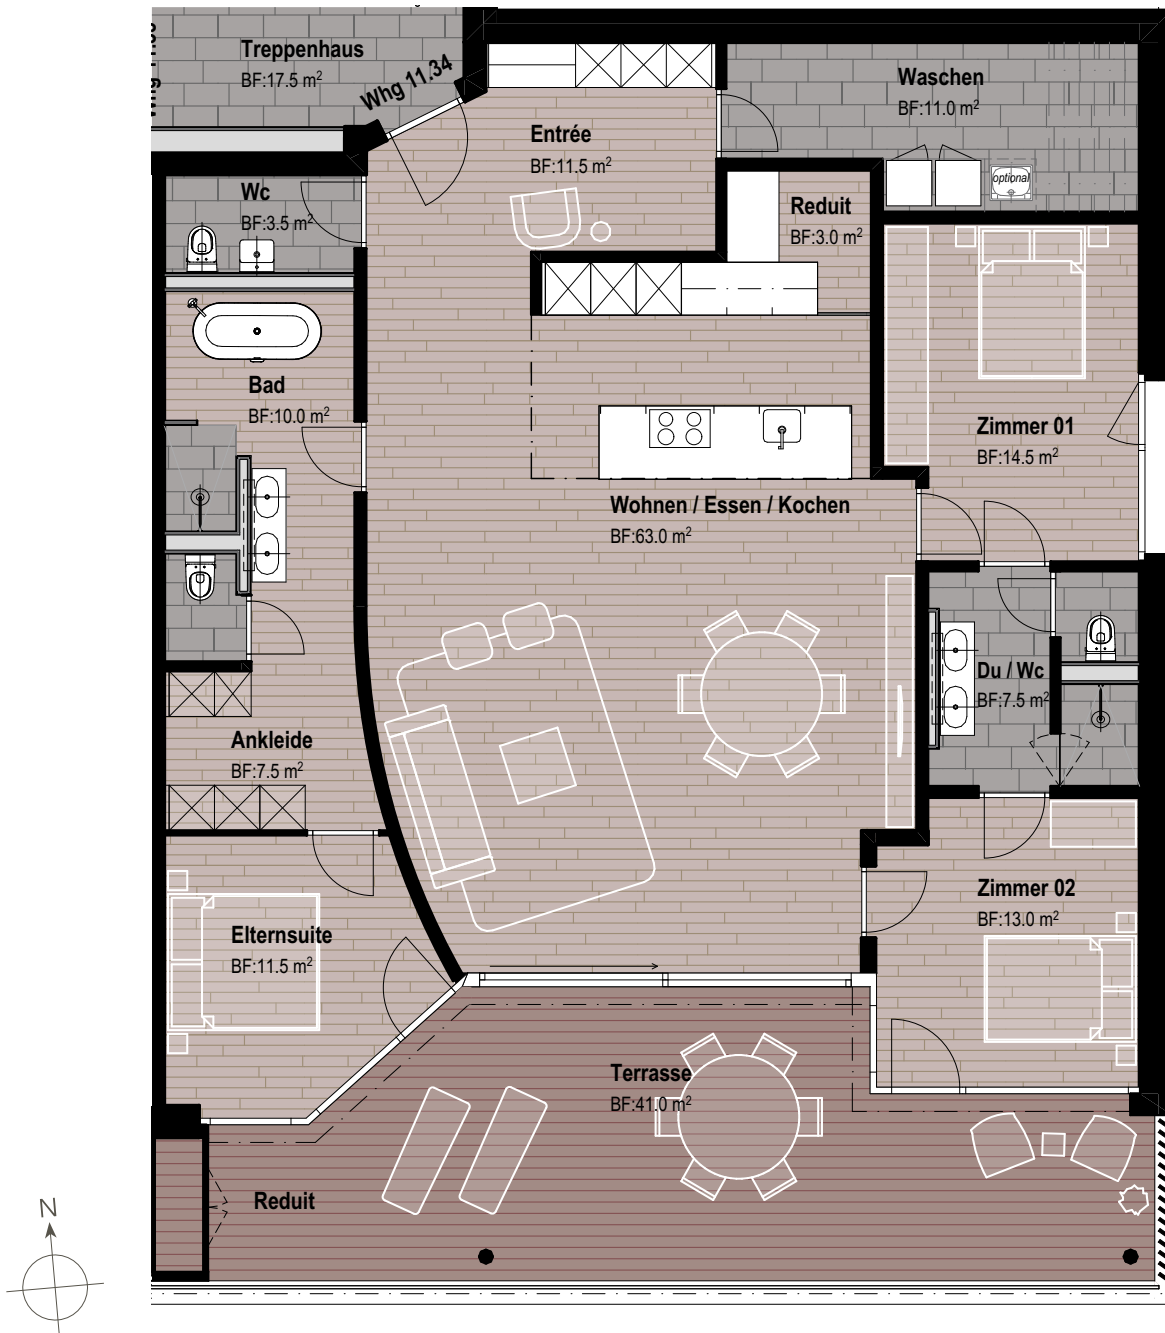 Treppenhaus
BF:17.5 m²
Whg 11.34
Waschen
BF:11.0 m²
Entrée
BF:11.5 m²
optional
Wc
BF:3.5 m²
Reduit
BF:3.0 m²
Bad
BF:10.0 m²
Zimmer 01
BF:14.5 m²
Wohnen / Essen / Kochen
BF:63.0 m²
Du / Wc
BF:7.5 m²
Ankleide
BF:7.5 m²
Zimmer 02
BF:13.0 m²
Elternsuite
BF:11.5 m²
Terrasse
BF:41.0 m²
Reduit
N